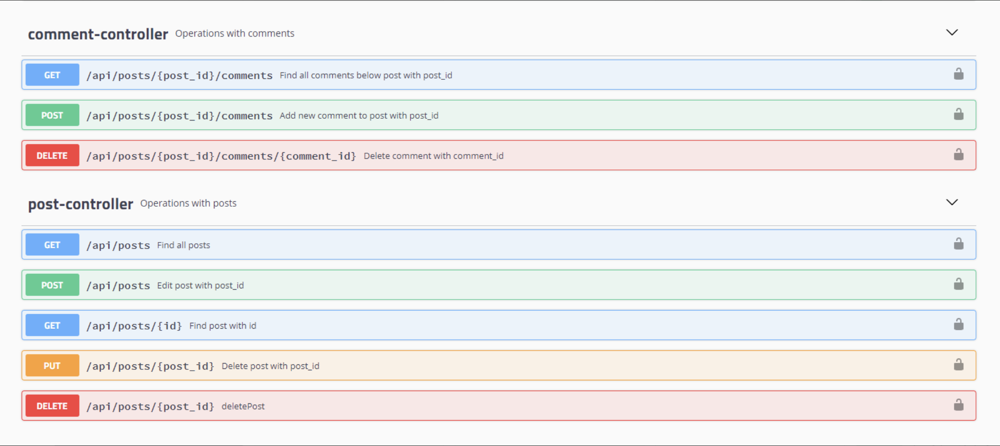 comment-controller Operations with comments
GET /api/posts/{post_id}/comments Find all comments below post with post_id
POST /api/posts/{post_id}/comments Add new comment to post with post_id
DELETE /api/posts/{post_id}/comments/{comment_id} Delete comment with comment_id
post-controller Operations with posts
GET /api/posts Find all posts
POST /api/posts Edit post with post_id
GET /api/posts/{id} Find post with id
PUT /api/posts/{post_id} Delete post with post_id
DELETE /api/posts/{post_id} deletePost